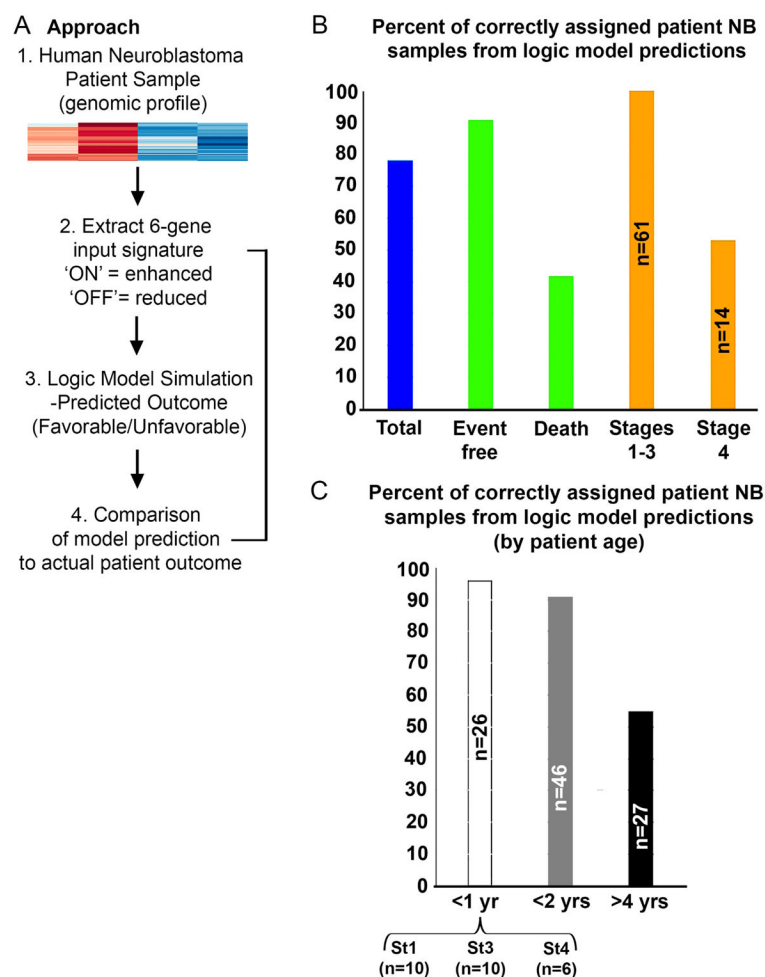 A Approach
1. Human Neuroblastoma
Patient Sample
(genomic profile)
2. Extract 6-gene
input signature
‘ON’ = enhanced
‘OFF’= reduced
3. Logic Model Simulation
-Predicted Outcome
(Favorable/Unfavorable)
4. Comparison
of model prediction
to actual patient outcome
B Percent of correctly assigned patient NB
samples from logic model predictions
100
90
80
70
60
50
40
30
20
10
0
n=61
n=14
Total Event free Death Stages 1-3 Stage 4
C Percent of correctly assigned patient NB
samples from logic model predictions
(by patient age)
100
90
80
70
60
50
40
30
20
10
0
n=26
n=46
n=27
<1 yr <2 yrs >4 yrs
St1 St3 St4
(n=10) (n=10) (n=6)